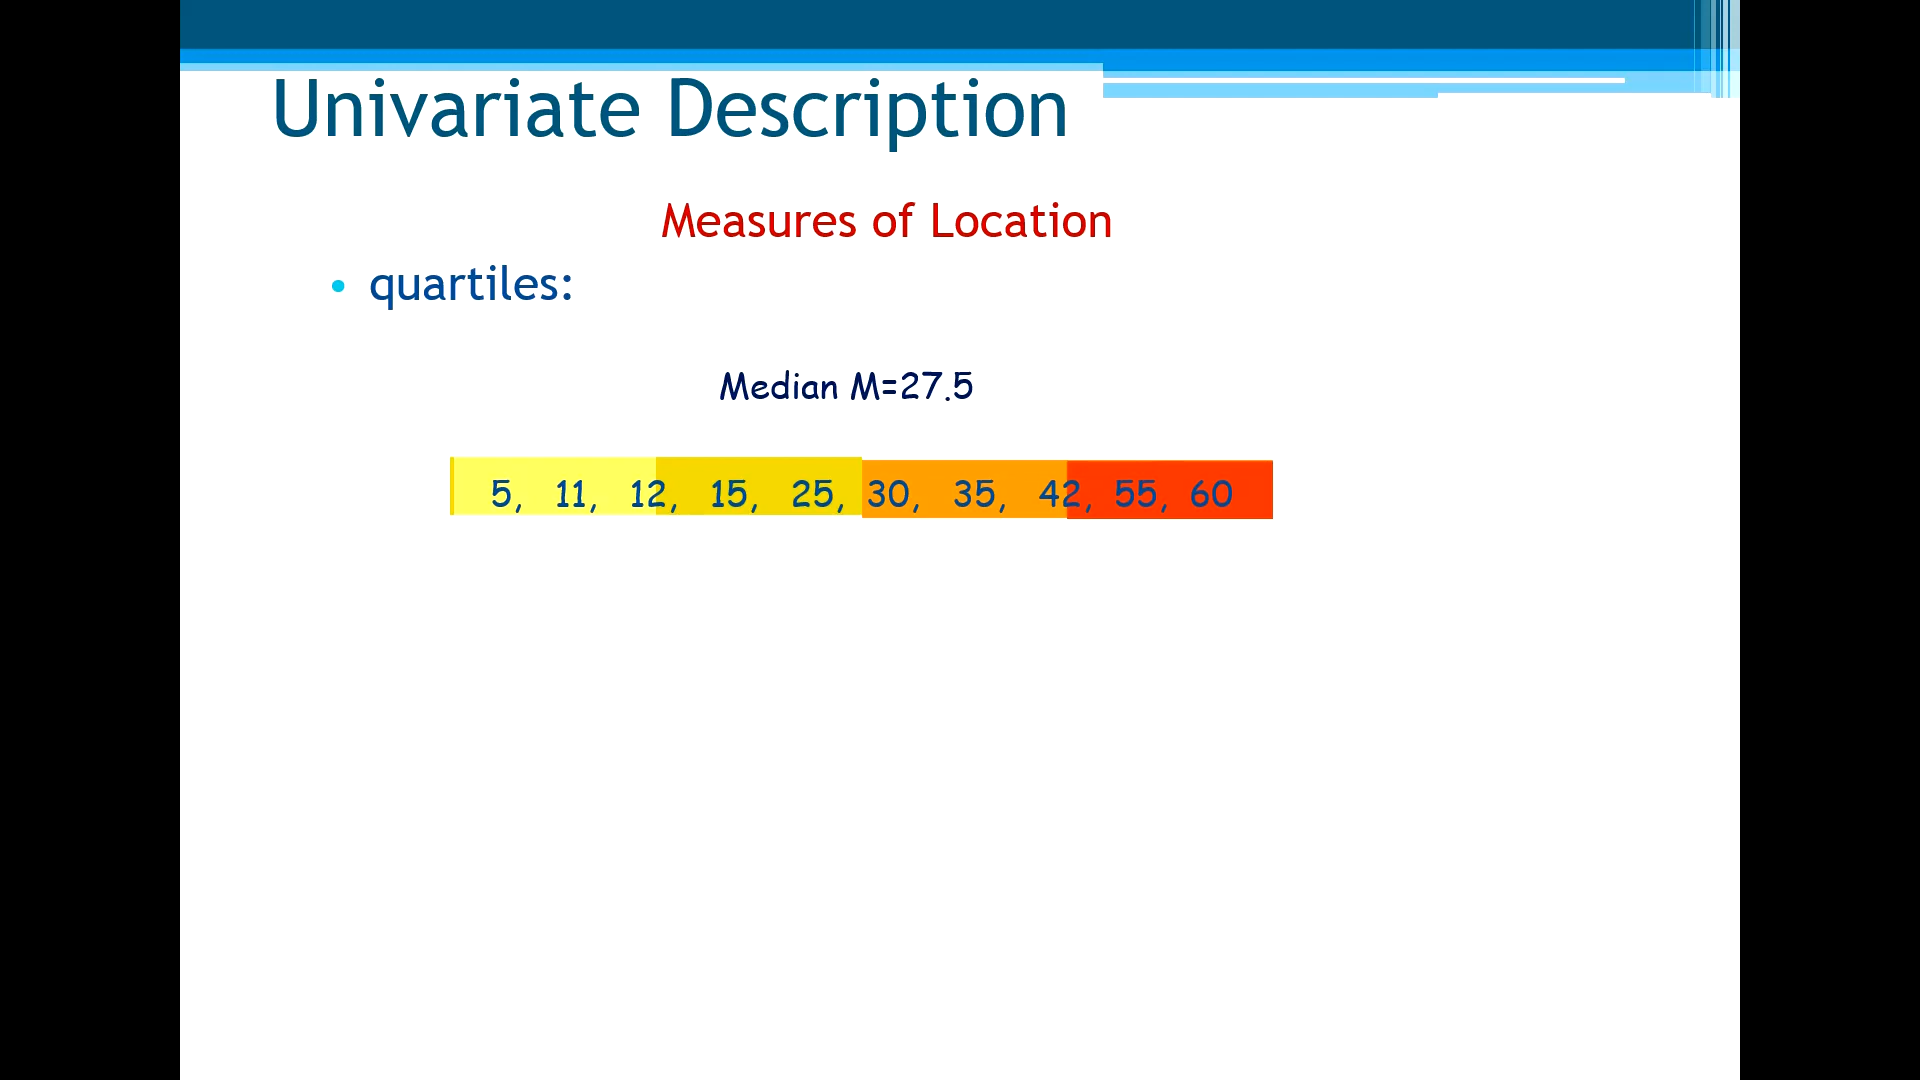 Univariate Description
Measures of Location
• quartiles:
Median M=27.5
5, 11, 12, 15, 25, 30, 35, 42, 55, 60